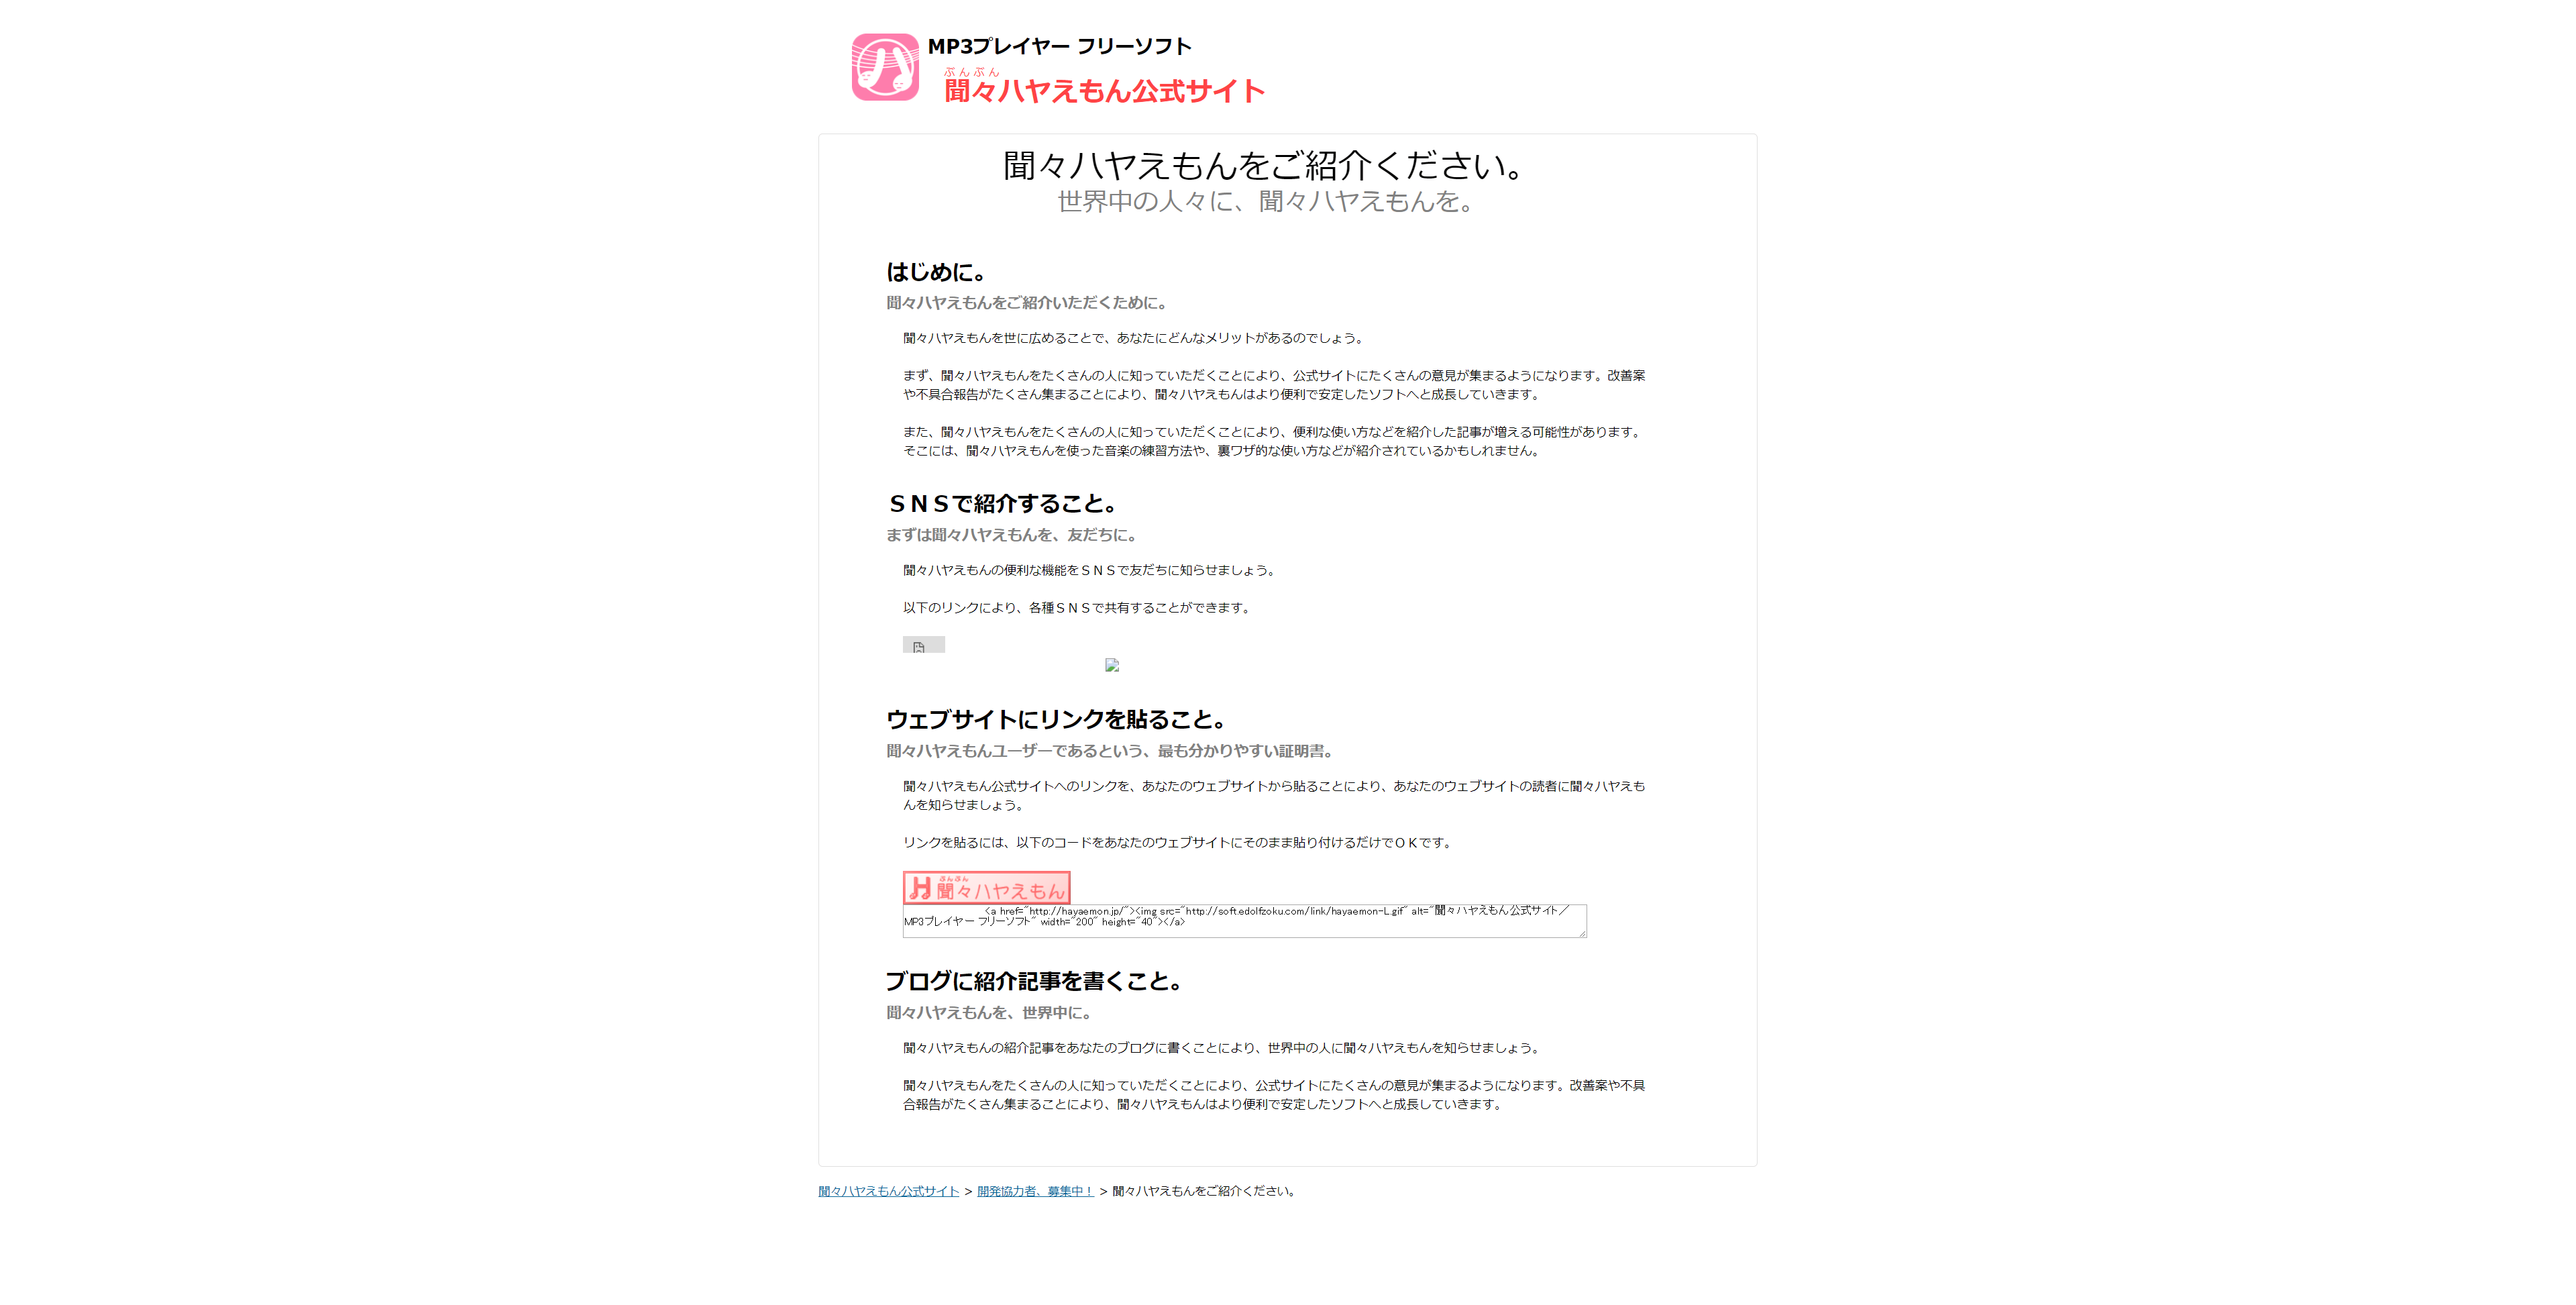 MP3プレイヤー フリーソフト
ぶんぶん
聞々ハヤえもん公式サイト
聞々ハヤえもんをご紹介ください。
世界中の人々に、聞々ハヤえもんを。
はじめに。
聞々ハヤえもんをご紹介いただくために。
聞々ハヤえもんを世に広めることで、あなたにどんなメリットがあるのでしょう。
まず、聞々ハヤえもんをたくさんの人に知っていただくことにより、公式サイトにたくさんの意見が集まるようになります。改善案
や不具合報告がたくさん集まることにより、聞々ハヤえもんはより便利で安定したソフトへと成長していきます。
また、聞々ハヤえもんをたくさんの人に知っていただくことにより、便利な使い方などを紹介した記事が増える可能性があります。
そこには、聞々ハヤえもんを使った音楽の練習方法や、裏ワザ的な使い方などが紹介されているかもしれません。
ＳＮＳで紹介すること。
まずは聞々ハヤえもんを、友だちに。
聞々ハヤえもんの便利な機能をＳＮＳで友だちに知らせましょう。
以下のリンクにより、各種ＳＮＳで共有することができます。
ウェブサイトにリンクを貼ること。
聞々ハヤえもんユーザーであるという、最も分かりやすい証明書。
聞々ハヤえもん公式サイトへのリンクを、あなたのウェブサイトから貼ることにより、あなたのウェブサイトの読者に聞々ハヤえも
んを知らせましょう。
リンクを貼るには、以下のコードをあなたのウェブサイトにそのまま貼り付けるだけでＯＫです。
ぶんぶん
聞々ハヤえもん
<a href="http://hayaemon.jp/"><img src="http://soft.edolfzoku.com/link/hayaemon-L.gif" alt="聞々ハヤえもん公式サイト／
MP3プレイヤー フリーソフト" width="200" height="40"></a>
ブログに紹介記事を書くこと。
聞々ハヤえもんを、世界中に。
聞々ハヤえもんの紹介記事をあなたのブログに書くことにより、世界中の人に聞々ハヤえもんを知らせましょう。
聞々ハヤえもんをたくさんの人に知っていただくことにより、公式サイトにたくさんの意見が集まるようになります。改善案や不具
合報告がたくさん集まることにより、聞々ハヤえもんはより便利で安定したソフトへと成長していきます。
聞々ハヤえもん公式サイト > 開発協力者、募集中！ > 聞々ハヤえもんをご紹介ください。